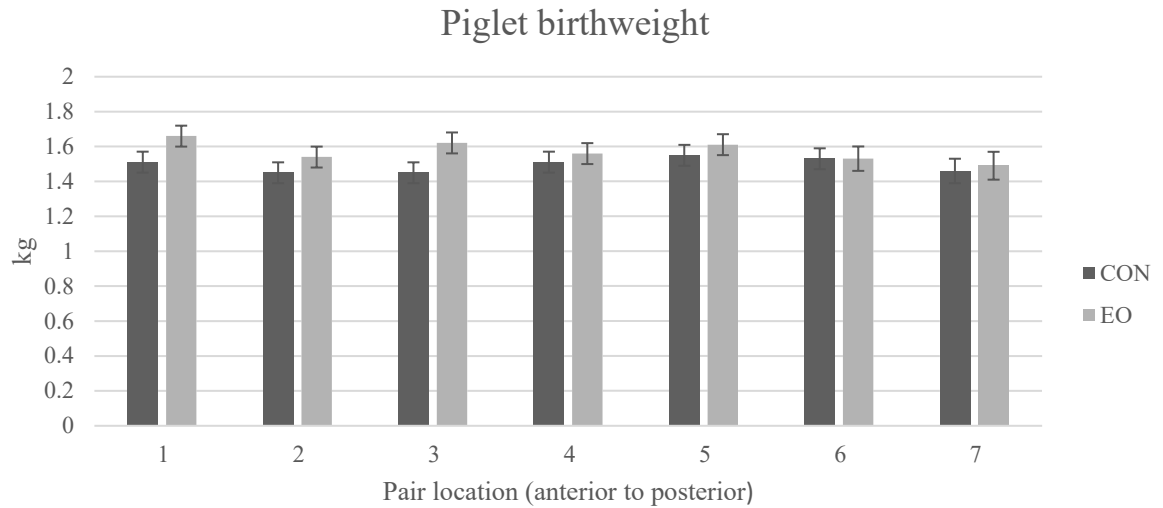 Piglet birthweight
2
1.8
1.6
1.4
1.2
1
0.8
0.6
0.4
0.2
0
kg
1 2 3 4 5 6 7
Pair location (anterior to posterior)
CON
EO